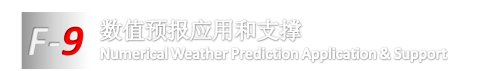 F-9
数值预报应用和支撑
Numerical Weather Prediction Application & Support